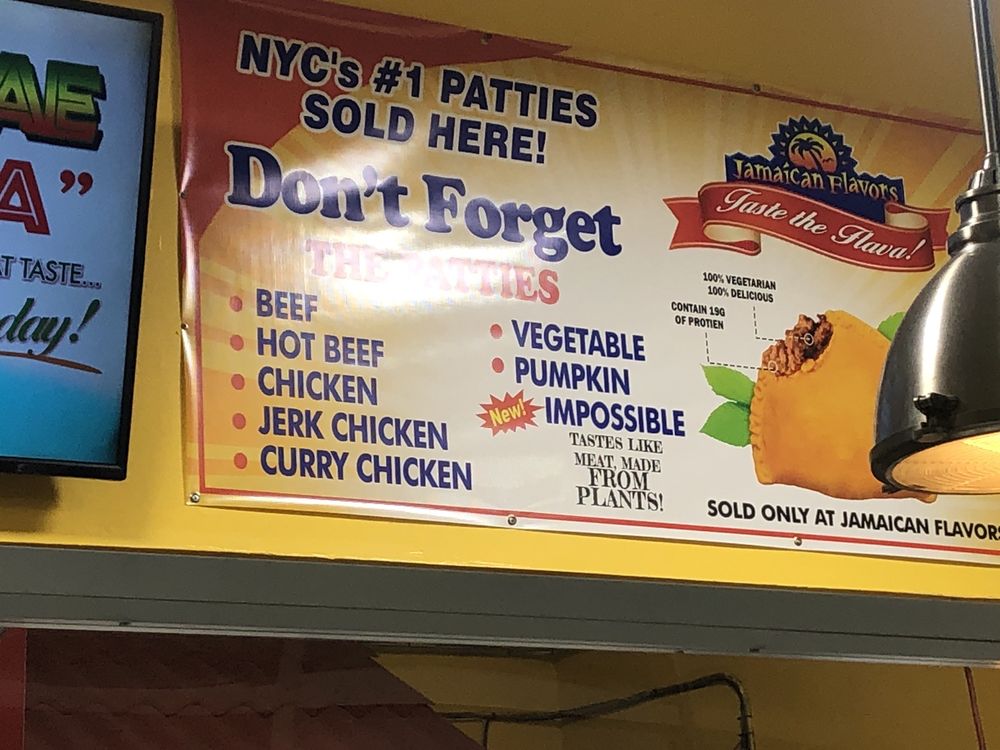 AE
A"
AT TASTE...
day!
NYC's #1 PATTIES
SOLD HERE!
Don't Forget
THE PATTIES
• BEEF
• HOT BEEF
• CHICKEN
• JERK CHICKEN
• CURRY CHICKEN
• VEGETABLE
• PUMPKIN
New! IMPOSSIBLE
TASTES LIKE
MEAT, MADE
FROM
PLANTS!
Jamaican Flavors
Taste the Flava!
100% VEGETARIAN
100% DELICIOUS
CONTAIN 19G
OF PROTIEN
SOLD ONLY AT JAMAICAN FLAVORS